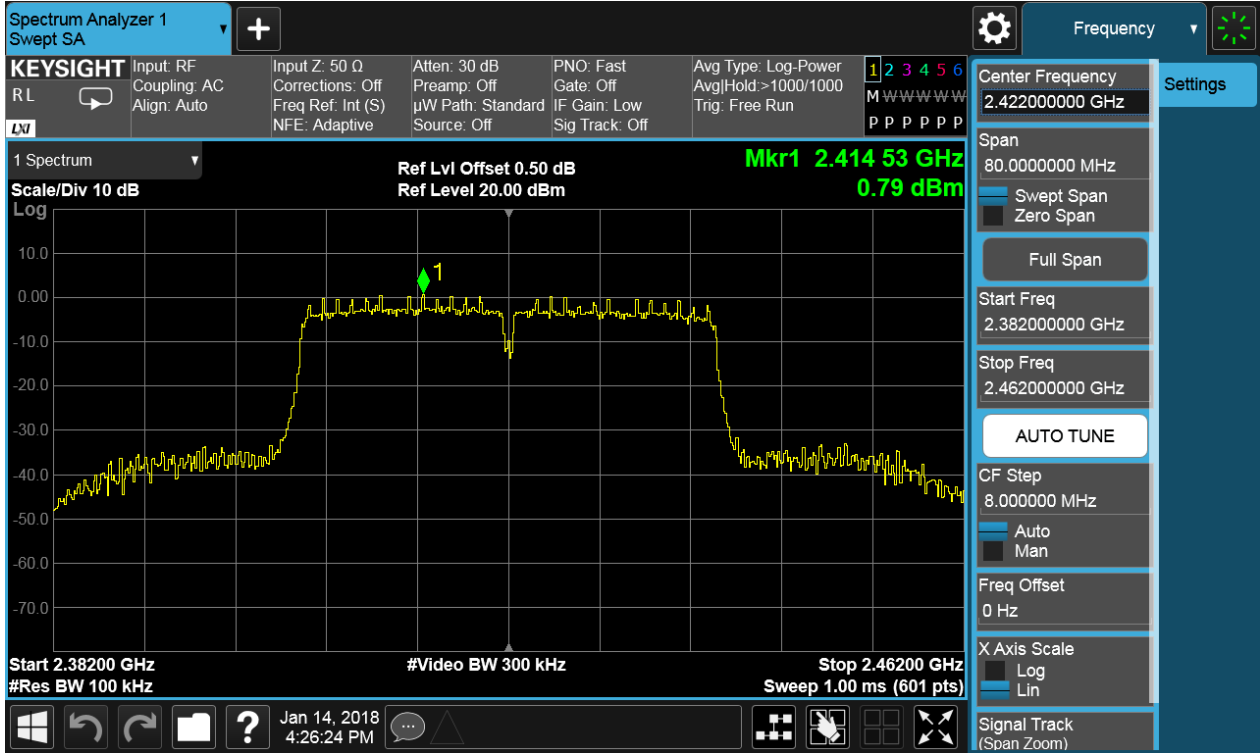 Spectrum Analyzer 1
Swept SA
+
Frequency
KEYSIGHT
RL
LXI
Input: RF
Coupling: AC
Align: Auto
Input Z: 50 Ω
Corrections: Off
Freq Ref: Int (S)
NFE: Adaptive
Atten: 30 dB
Preamp: Off
µW Path: Standard
Source: Off
PNO: Fast
Gate: Off
IF Gain: Low
Sig Track: Off
Avg Type: Log-Power
Avg|Hold:>1000/1000
Trig: Free Run
1 2 3 4 5 6
M W W W W W
P P P P P P
Center Frequency
2.422000000 GHz
Settings
Span
80.0000000 MHz
Swept Span
Zero Span
Full Span
Start Freq
2.382000000 GHz
Stop Freq
2.462000000 GHz
AUTO TUNE
CF Step
8.000000 MHz
Auto
Man
Freq Offset
0 Hz
X Axis Scale
Log
Lin
Signal Track
(Span Zoom)
1 Spectrum
Scale/Div 10 dB
Log
Ref Lvl Offset 0.50 dB
Ref Level 20.00 dBm
Mkr1 2.414 53 GHz
0.79 dBm
1
10.0
0.00
-10.0
-20.0
-30.0
-40.0
-50.0
-60.0
-70.0
Start 2.38200 GHz
#Res BW 100 kHz
#Video BW 300 kHz
Stop 2.46200 GHz
Sweep 1.00 ms (601 pts)
?
Jan 14, 2018
4:26:24 PM